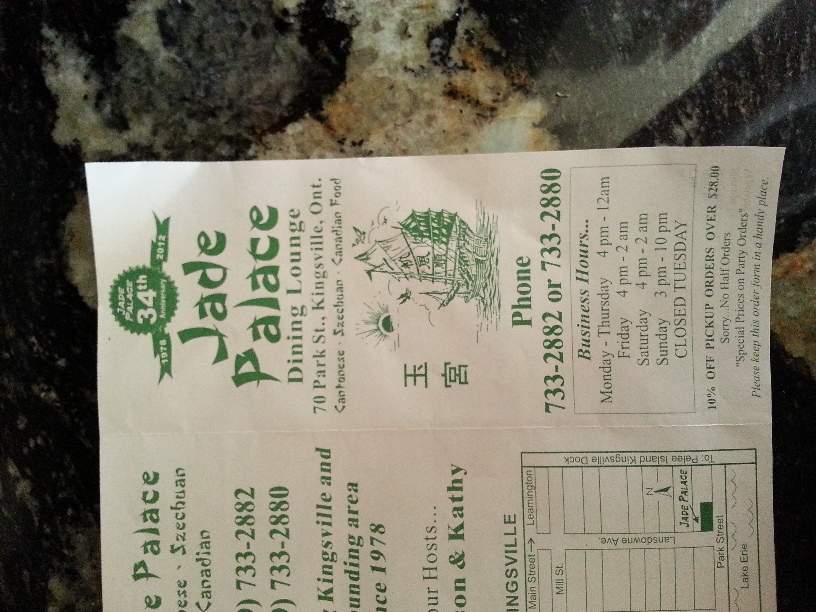 JADE
PALACE
34th
Anniversary
1978
2012
Jade
Palace
Dining Lounge
70 Park St., Kingsville, Ont.
Cantonese · Szechuan · Canadian Food
玉
宮
Phone
733-2882 or 733-2880
Business Hours...
Monday - Thursday 4 pm - 12am
Friday 4 pm - 2 am
Saturday 4 pm - 2 am
Sunday 3 pm - 10 pm
CLOSED TUESDAY
10% OFF PICKUP ORDERS OVER $28.00
Sorry...No Half Orders
"Special Prices on Party Orders"
Please keep this order form in a handy place.
e Palace
ese · Szechuan
Canadian
9) 733-2882
9) 733-2880
g Kingsville and
ounding area
nce 1978
our Hosts...
on & Kathy
INGSVILLE
Main Street → Leamington
Mill St.
To: Pelee Island Kingsville Dock
Lansdowne Ave.
N
JADE PALACE
Park Street
Lake Erie